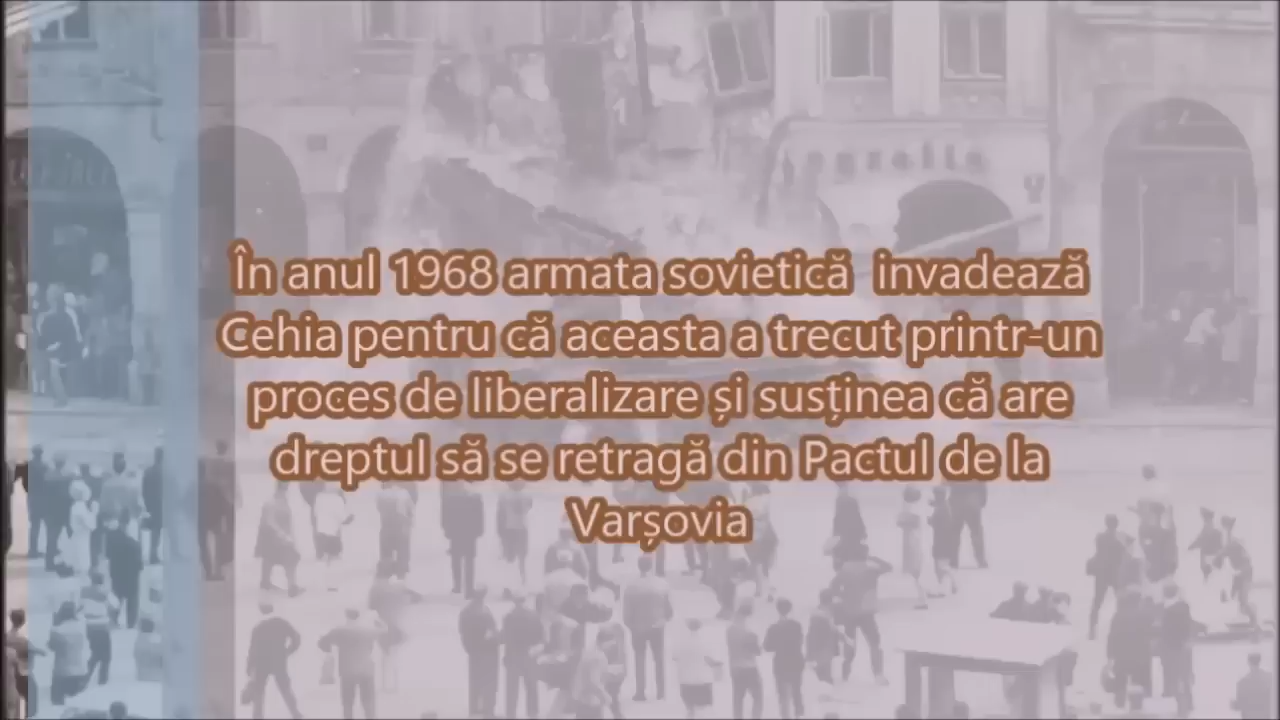 În anul 1968 armata sovietică invadează
Cehia pentru că aceasta a trecut printr-un
proces de liberalizare și susținea că are
dreptul să se retragă din Pactul de la
Varșovia